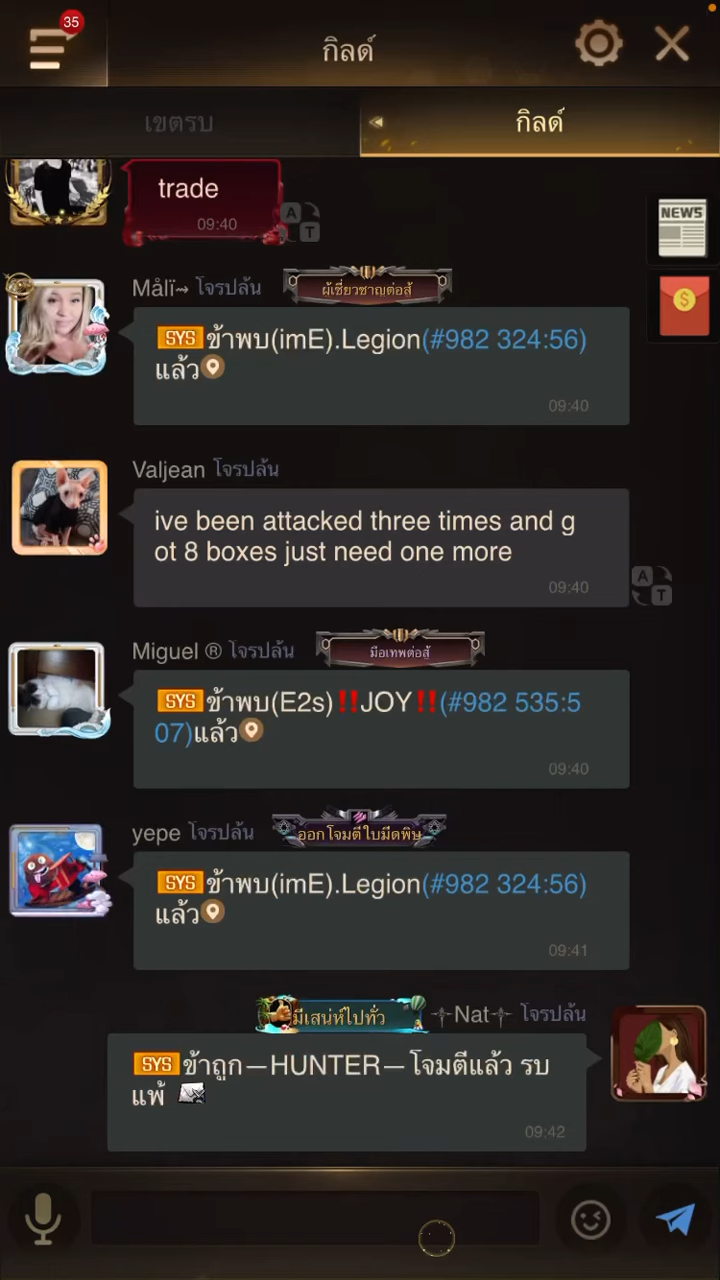 35
กิลด์
เขตรบ
กิลด์
trade
09:40
A
T
NEWS
$
Målï⇝ โจรปล้น
ผู้เชี่ยวชาญต่อสู้
SYS ข้าพบ(imE).Legion(#982 324:56)
แล้ว
09:40
Valjean โจรปล้น
ive been attacked three times and g
ot 8 boxes just need one more
09:40
A
T
Miguel ® โจรปล้น
มือเทพต่อสู้
SYS ข้าพบ(E2s)‼JOY‼(#982 535:5
07)แล้ว
09:40
yepe โจรปล้น
ออกโจมตีใบมีดพิษ
SYS ข้าพบ(imE).Legion(#982 324:56)
แล้ว
09:41
มีเสน่ห์ไปทั่ว
⸸Nat⸸ โจรปล้น
SYS ข้าถูก—HUNTER—โจมตีแล้ว รบ
แพ้
09:42